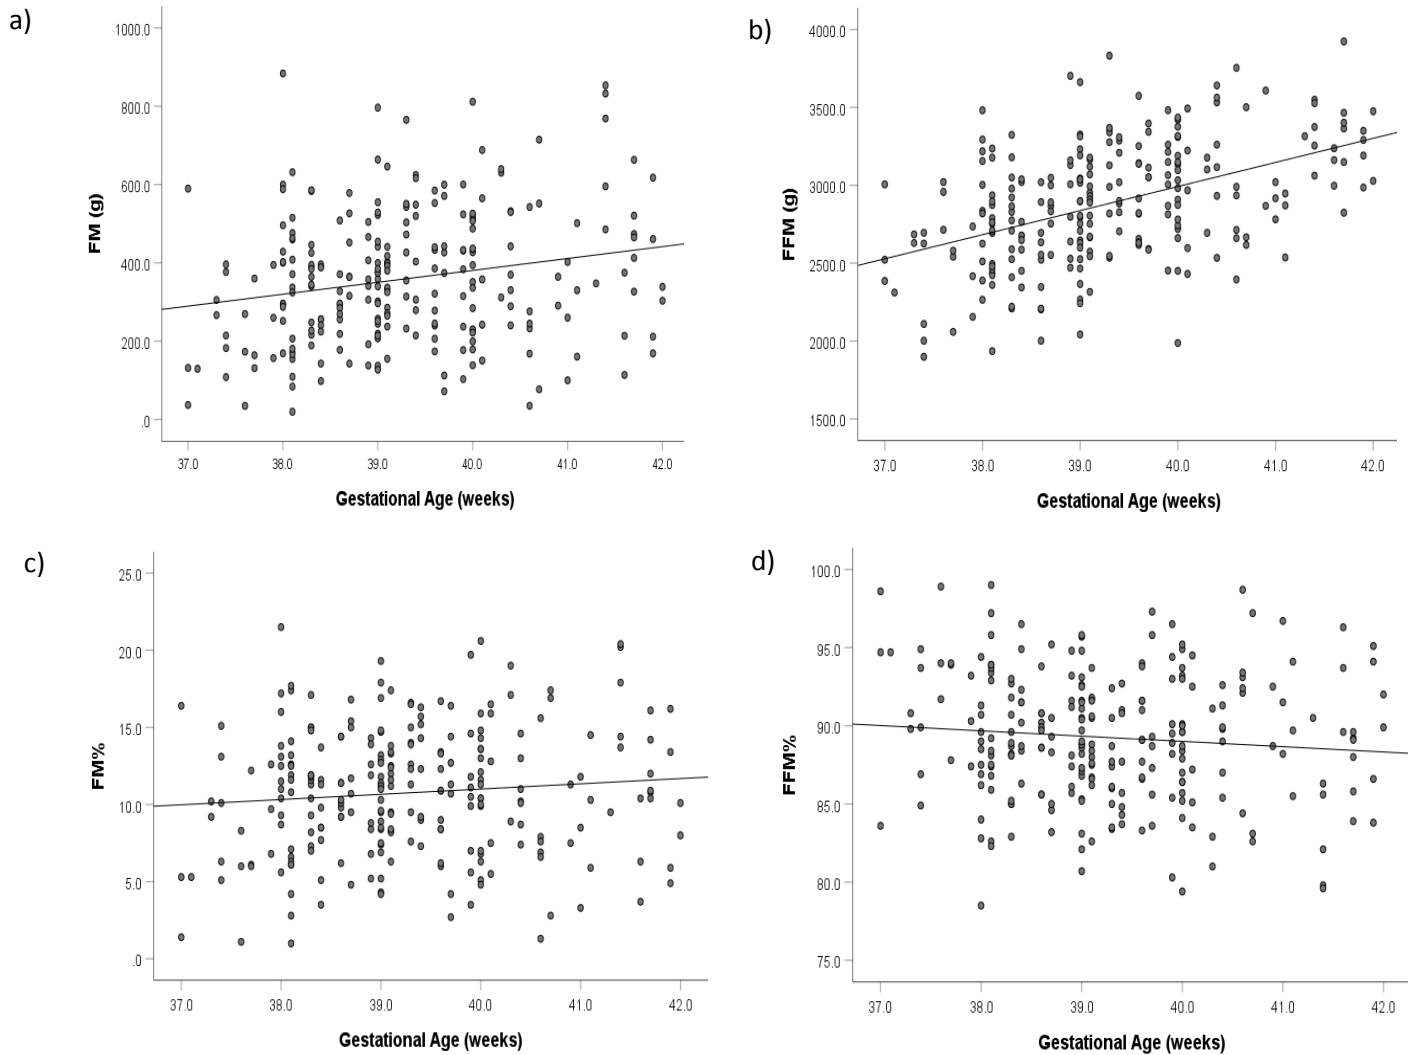 a)
1000.0
800.0
600.0
400.0
200.0
.0
FM (g)
37.0 38.0 39.0 40.0 41.0 42.0
Gestational Age (weeks)
b)
4000.0
3500.0
3000.0
2500.0
2000.0
1500.0
FFM (g)
37.0 38.0 39.0 40.0 41.0 42.0
Gestational Age (weeks)
c)
25.0
20.0
15.0
10.0
5.0
.0
FM%
37.0 38.0 39.0 40.0 41.0 42.0
Gestational Age (weeks)
d)
100.0
95.0
90.0
85.0
80.0
75.0
FFM%
37.0 38.0 39.0 40.0 41.0 42.0
Gestational Age (weeks)